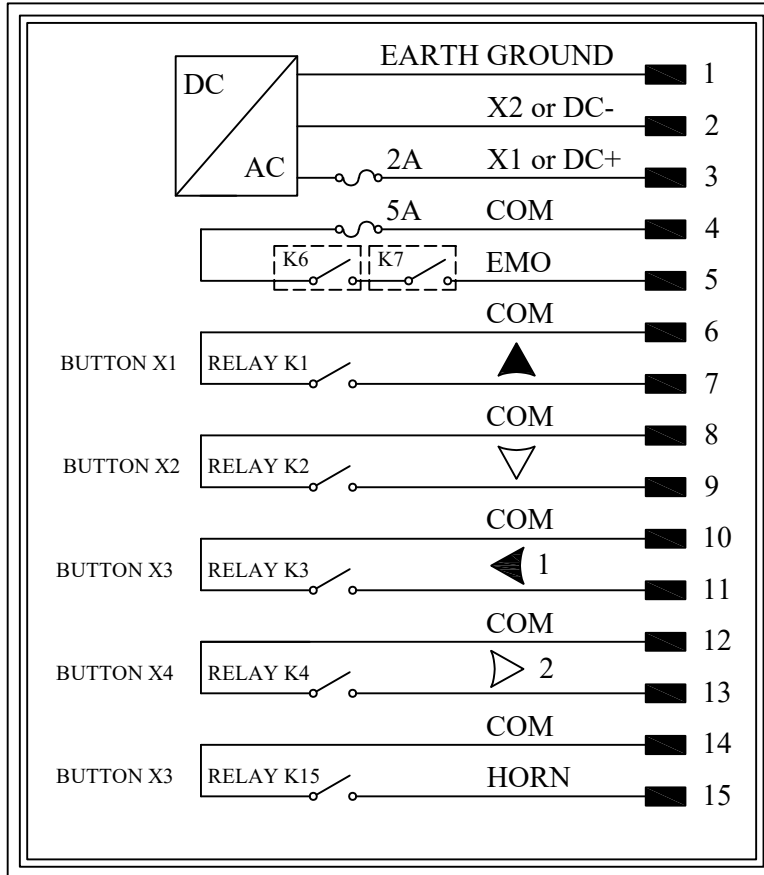 EARTH GROUND 1
DC
X2 or DC- 2
AC 2A X1 or DC+ 3
5A COM 4
K6 K7 EMO 5
COM 6
BUTTON X1 RELAY K1 7
COM 8
BUTTON X2 RELAY K2 9
COM 10
BUTTON X3 RELAY K3 1 11
COM 12
BUTTON X4 RELAY K4 2 13
COM 14
BUTTON X3 RELAY K15 HORN 15